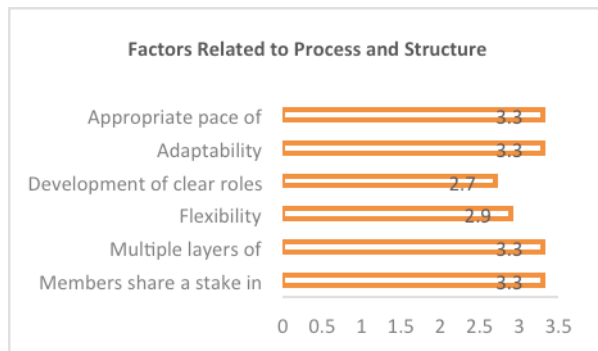 Factors Related to Process and Structure
Appropriate pace of 3.3
Adaptability 3.3
Development of clear roles 2.7
Flexibility 2.9
Multiple layers of 3.3
Members share a stake in 3.3
0 0.5 1 1.5 2 2.5 3 3.5